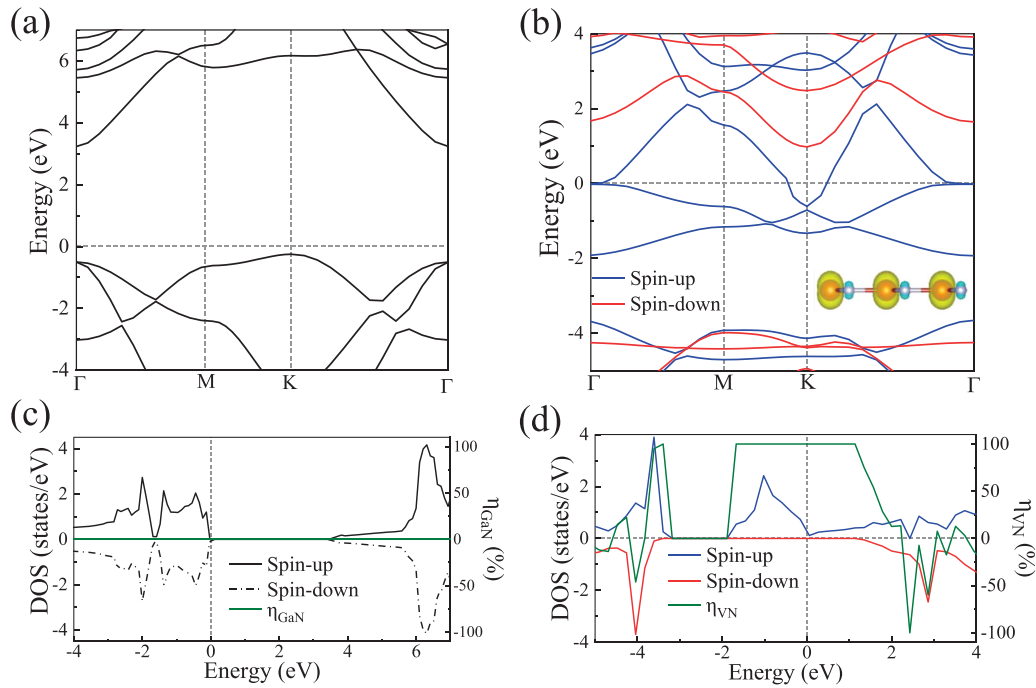 (a)
Energy (eV)
6
4
2
0
-2
-4
Γ M K Γ
(b)
Energy (eV)
4
2
0
-2
-4
Spin-up
Spin-down
Γ M K Γ
(c)
DOS (states/eV)
4
2
0
-2
-4
100
50
0
-50
-100
η_GaN (%)
Spin-up
Spin-down
η_GaN
-4 -2 0 2 4 6
Energy (eV)
(d)
DOS (states/eV)
4
2
0
-2
-4
100
50
0
-50
-100
η_VN (%)
Spin-up
Spin-down
η_VN
-4 -2 0 2 4
Energy (eV)